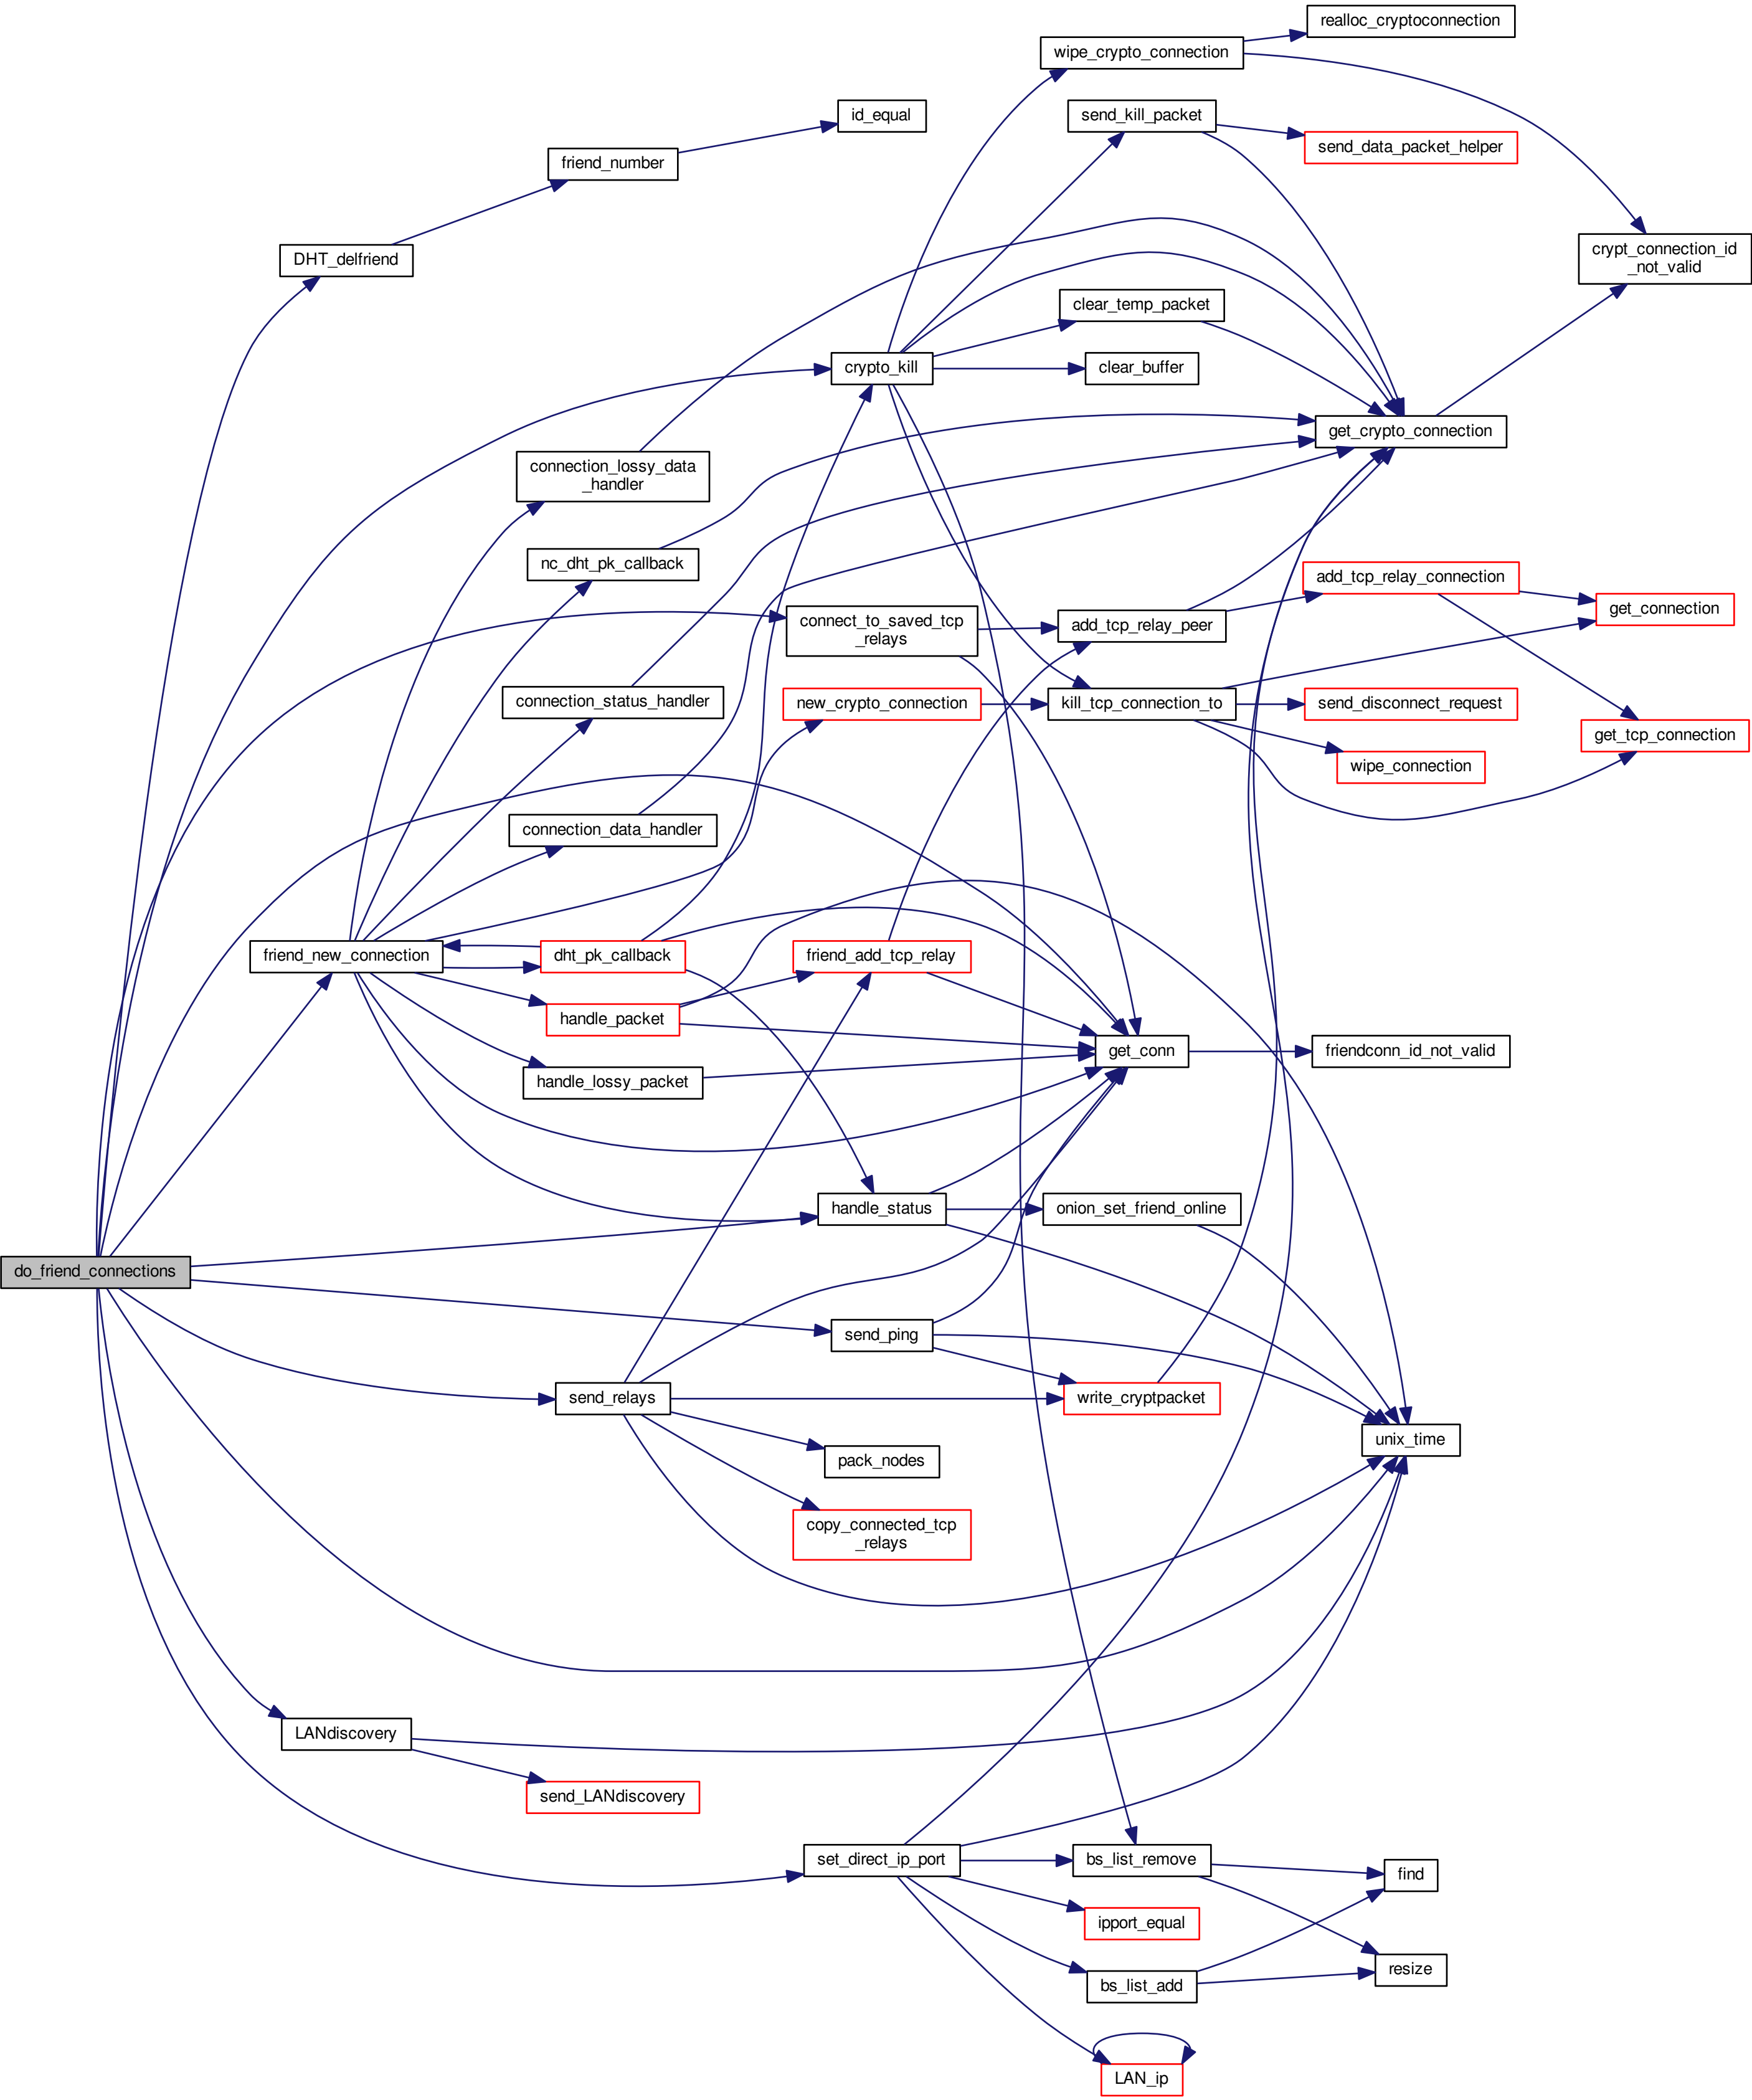 realloc_cryptoconnection
wipe_crypto_connection
id_equal
send_kill_packet
send_data_packet_helper
friend_number
DHT_delfriend
crypt_connection_id
_not_valid
clear_temp_packet
crypto_kill
clear_buffer
get_crypto_connection
connection_lossy_data
_handler
nc_dht_pk_callback
add_tcp_relay_connection
get_connection
connect_to_saved_tcp
_relays
add_tcp_relay_peer
connection_status_handler
new_crypto_connection
kill_tcp_connection_to
send_disconnect_request
get_tcp_connection
wipe_connection
connection_data_handler
friend_new_connection
dht_pk_callback
friend_add_tcp_relay
handle_packet
get_conn
friendconn_id_not_valid
handle_lossy_packet
handle_status
onion_set_friend_online
do_friend_connections
send_ping
send_relays
write_cryptpacket
unix_time
pack_nodes
copy_connected_tcp
_relays
LANdiscovery
send_LANdiscovery
set_direct_ip_port
bs_list_remove
find
ipport_equal
resize
bs_list_add
LAN_ip